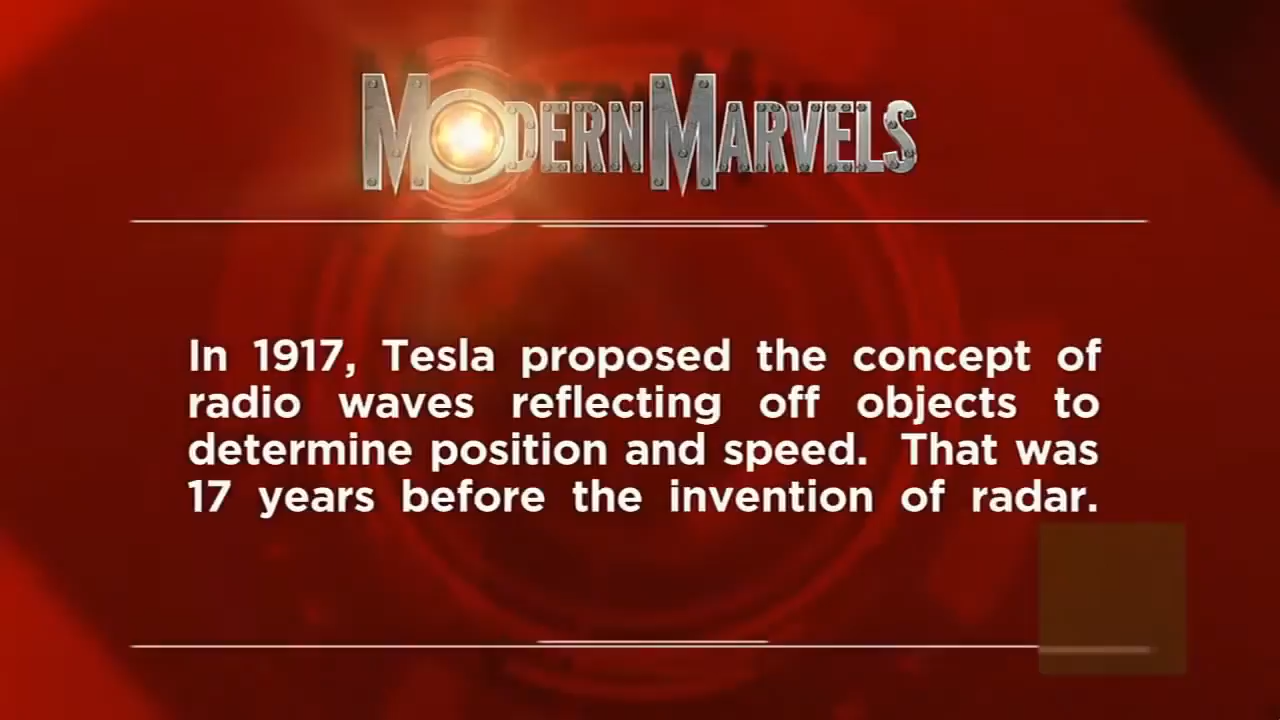 MODERN MARVELS
In 1917, Tesla proposed the concept of
radio waves reflecting off objects to
determine position and speed.  That was
17 years before the invention of radar.